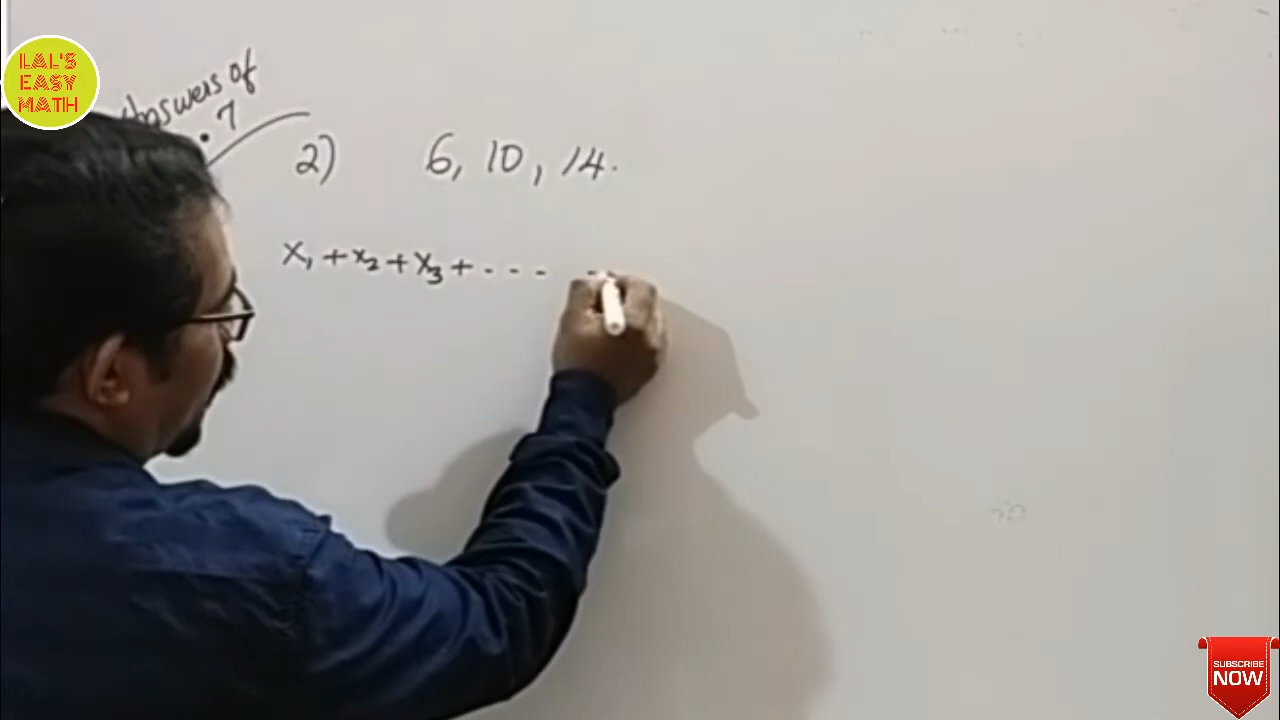 LAL'S
EASY
MATH
Answers of
7
2) 6, 10, 14.
x₁ + x₂ + x₃ + - - - -
SUBSCRIBE
NOW